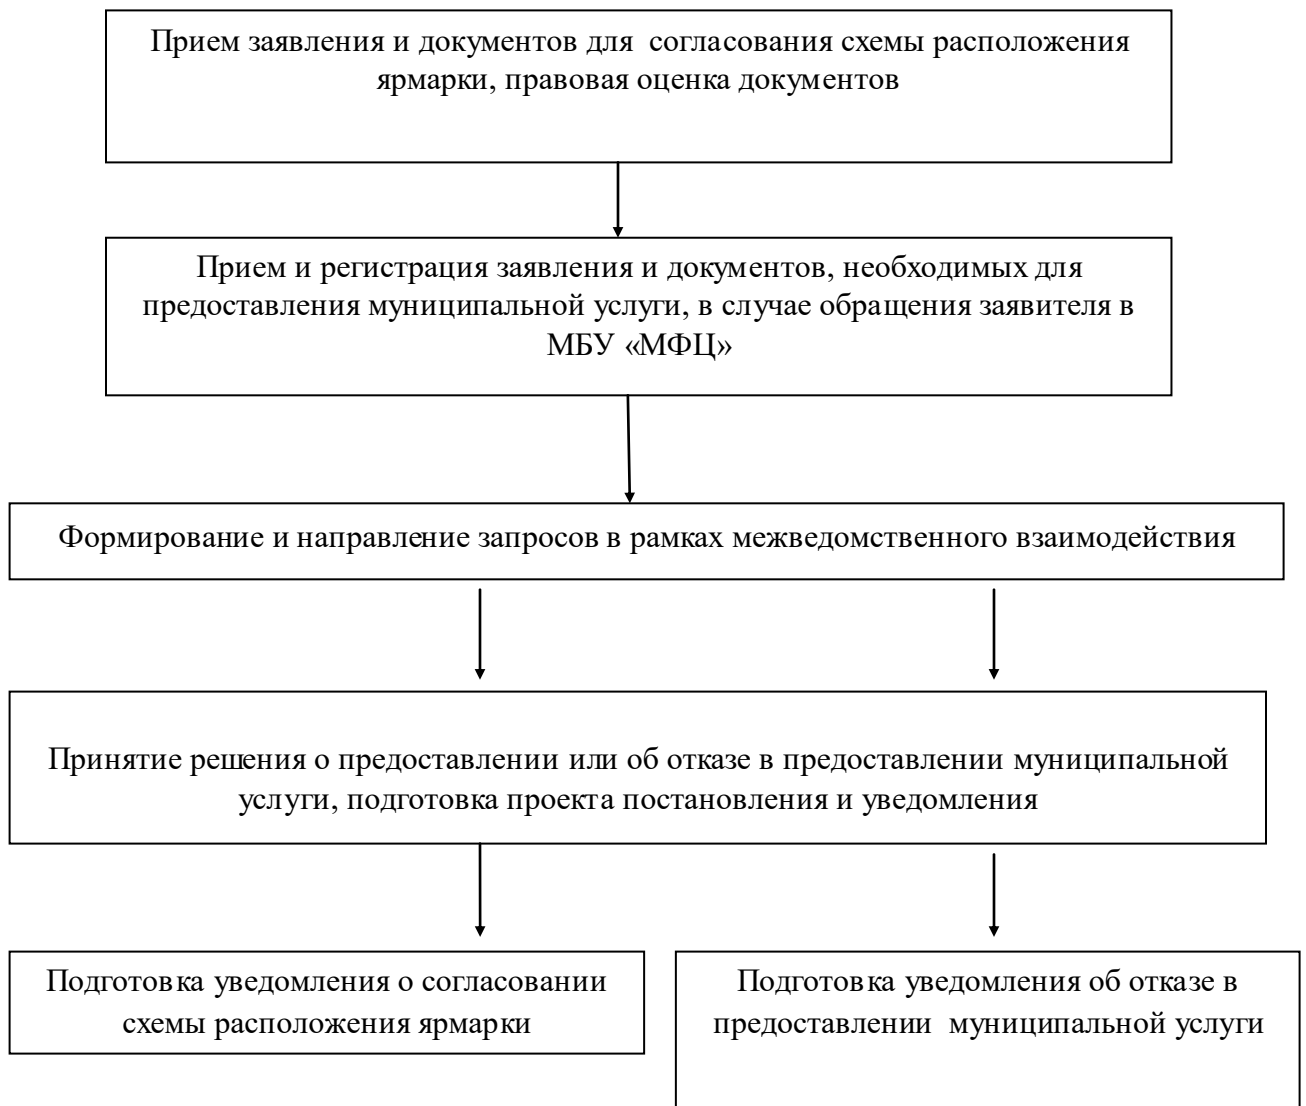 Прием заявления и документов для согласования схемы расположения
ярмарки, правовая оценка документов
Прием и регистрация заявления и документов, необходимых для
предоставления муниципальной услуги, в случае обращения заявителя в
МБУ «МФЦ»
Формирование и направление запросов в рамках межведомственного взаимодействия
Принятие решения о предоставлении или об отказе в предоставлении муниципальной
услуги, подготовка проекта постановления и уведомления
Подготовка уведомления о согласовании
схемы расположения ярмарки
Подготовка уведомления об отказе в
предоставлении муниципальной услуги